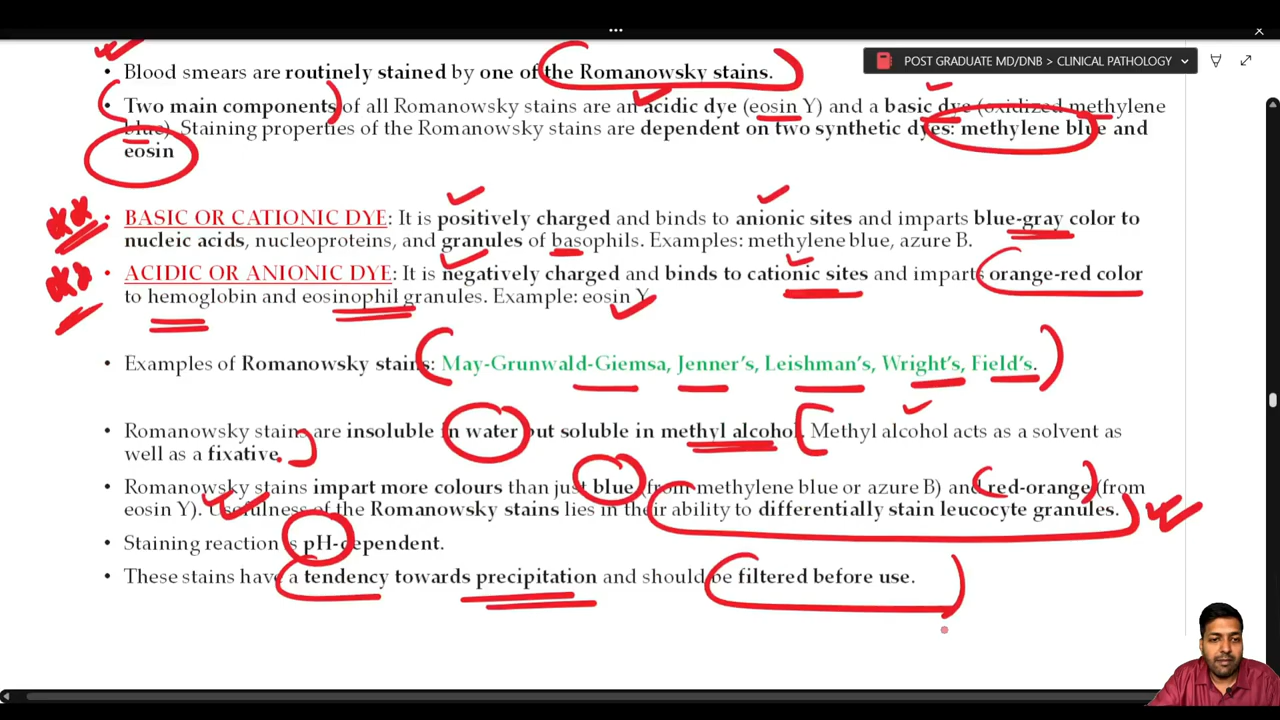 ...
POST GRADUATE MD/DNB > CLINICAL PATHOLOGY
• Blood smears are routinely stained by one of the Romanowsky stains.
• Two main components of all Romanowsky stains are an acidic dye (eosin Y) and a basic dye (oxidized methylene
blue). Staining properties of the Romanowsky stains are dependent on two synthetic dyes: methylene blue and
eosin
• BASIC OR CATIONIC DYE: It is positively charged and binds to anionic sites and imparts blue-gray color to
nucleic acids, nucleoproteins, and granules of basophils. Examples: methylene blue, azure B.
• ACIDIC OR ANIONIC DYE: It is negatively charged and binds to cationic sites and imparts orange-red color
to hemoglobin and eosinophil granules. Example: eosin Y
• Examples of Romanowsky stains: May-Grunwald-Giemsa, Jenner's, Leishman's, Wright's, Field's.
• Romanowsky stains are insoluble in water but soluble in methyl alcohol. Methyl alcohol acts as a solvent as
well as a fixative.
• Romanowsky stains impart more colours than just blue (from methylene blue or azure B) and red-orange (from
eosin Y). Usefulness of the Romanowsky stains lies in their ability to differentially stain leucocyte granules.
• Staining reaction is pH-dependent.
• These stains have a tendency towards precipitation and should be filtered before use.